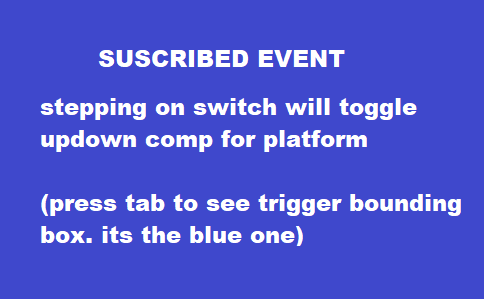 SUSCRIBED EVENT
stepping on switch will toggle
updown comp for platform
(press tab to see trigger bounding
box. its the blue one)